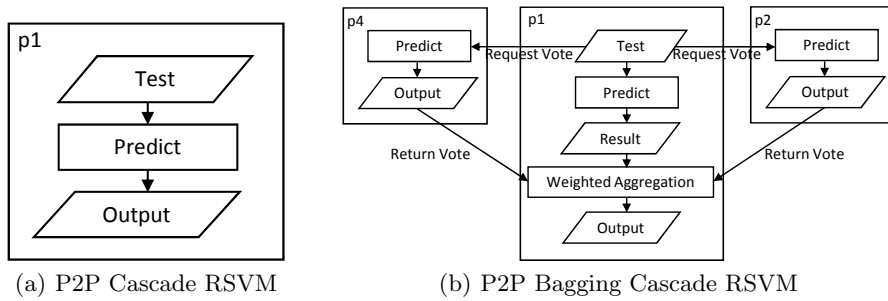 p1
Test
Predict
Output
(a) P2P Cascade RSVM
p4
Predict
Output
Request Vote
Return Vote
p1
Test
Predict
Result
Weighted Aggregation
Output
Request Vote
Return Vote
p2
Predict
Output
(b) P2P Bagging Cascade RSVM